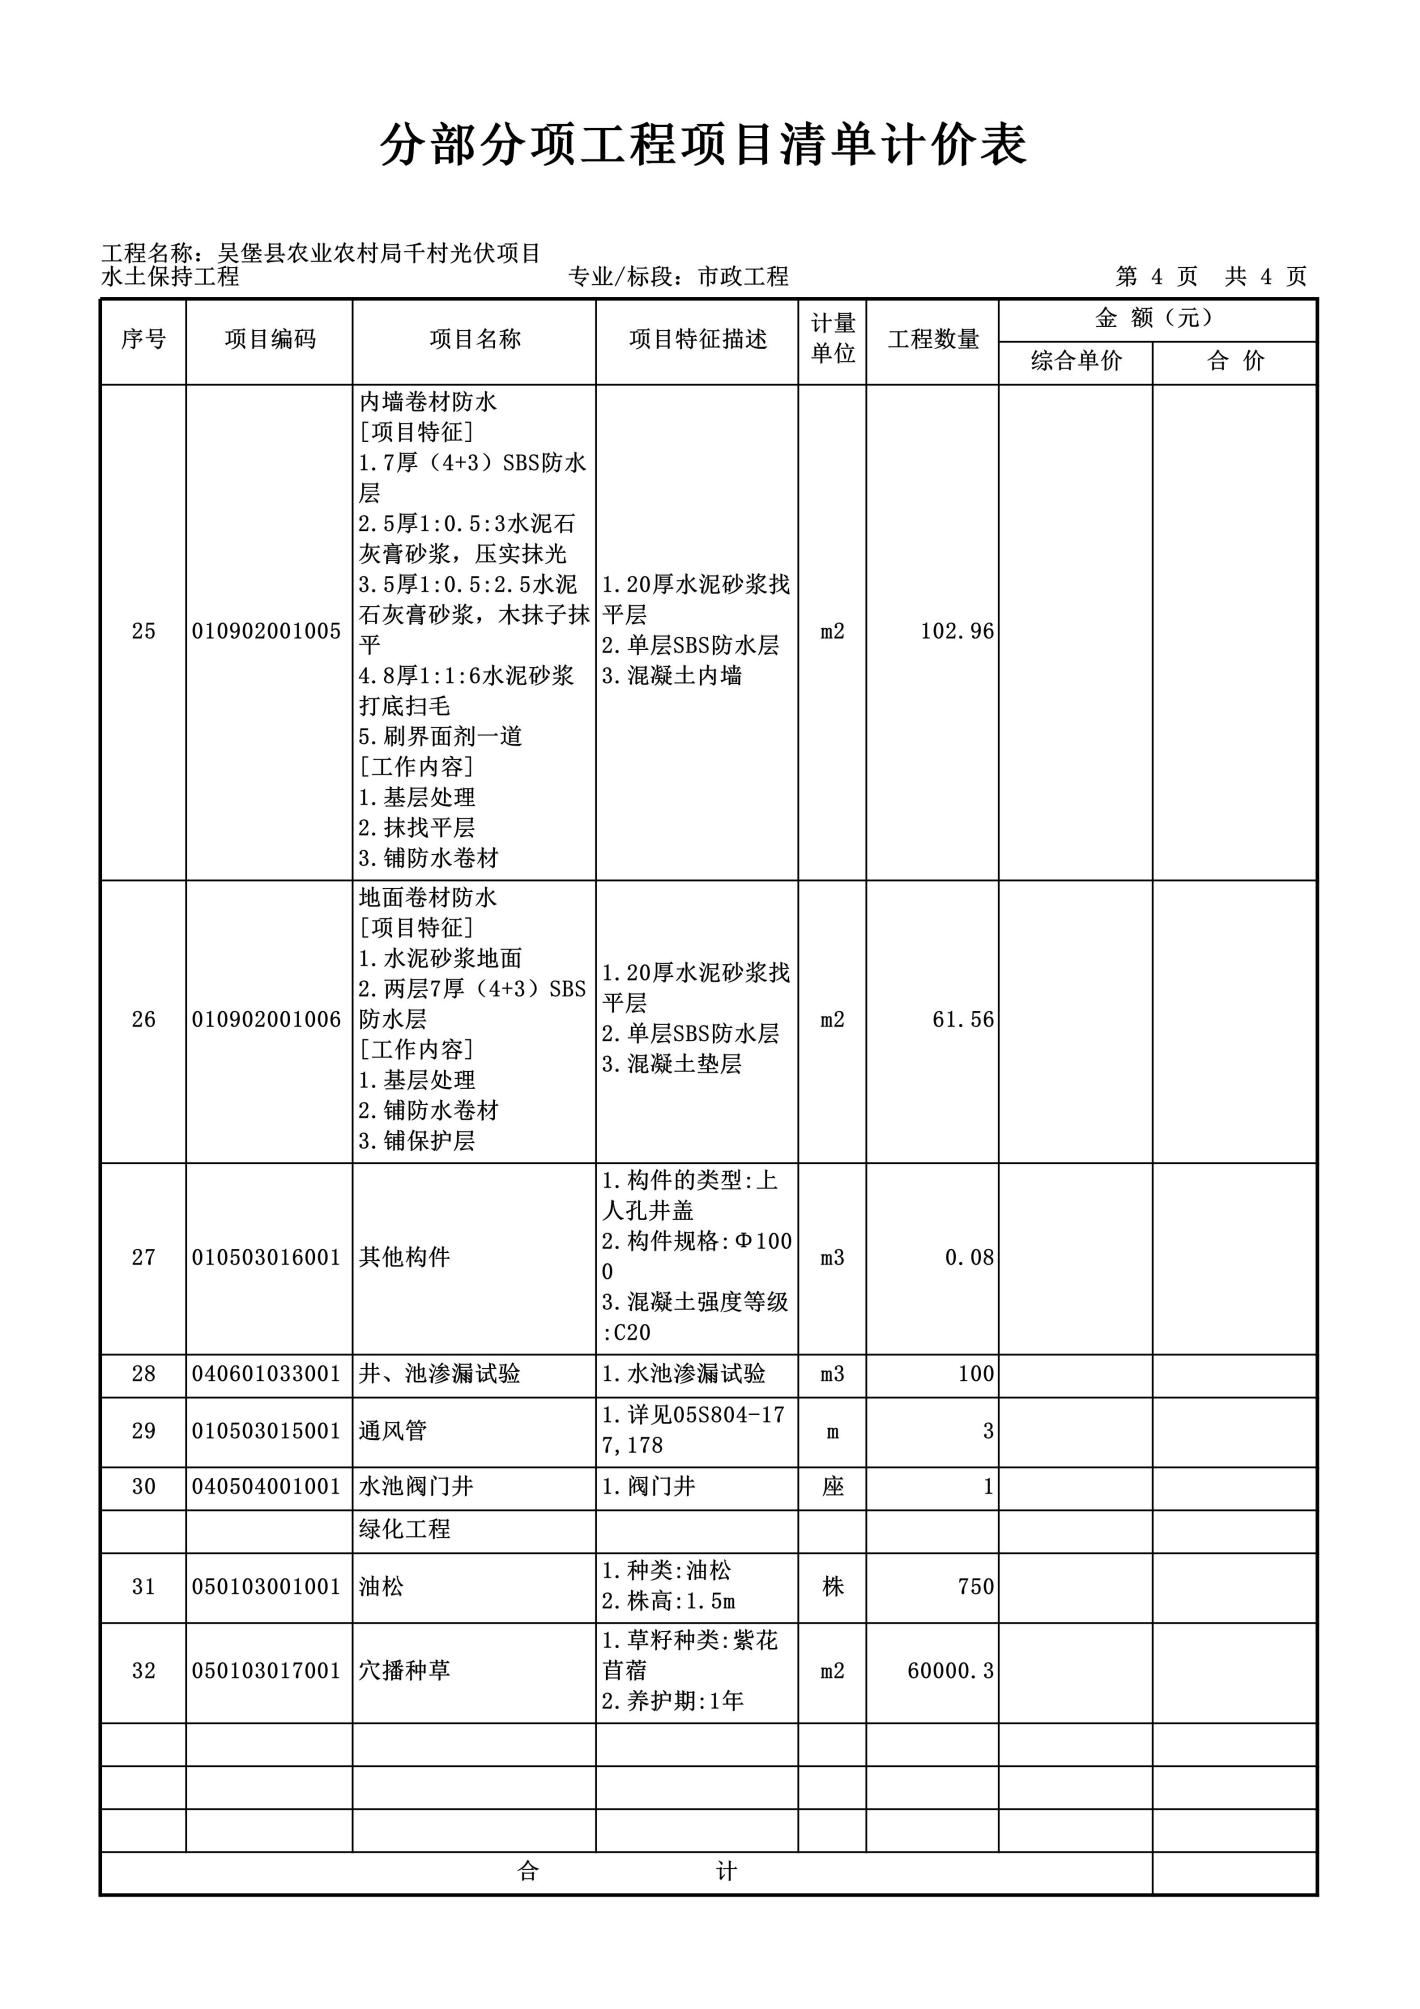 分部分项工程项目清单计价表
工程名称：吴堡县农业农村局千村光伏项目
水土保持工程 专业/标段：市政工程 第 4 页 共 4 页
序号 项目编码 项目名称 项目特征描述 计量
单位 工程数量 金 额（元）
综合单价 合 价
25 010902001005
内墙卷材防水
[项目特征]
1.7厚（4+3）SBS防水
层
2.5厚1:0.5:3水泥石
灰膏砂浆，压实抹光
3.5厚1:0.5:2.5水泥
石灰膏砂浆，木抹子抹
平
4.8厚1:1:6水泥砂浆
打底扫毛
5.刷界面剂一道
[工作内容]
1.基层处理
2.抹找平层
3.铺防水卷材
1.20厚水泥砂浆找
平层
2.单层SBS防水层
3.混凝土内墙
m2 102.96
26 010902001006
地面卷材防水
[项目特征]
1.水泥砂浆地面
2.两层7厚（4+3）SBS
防水层
[工作内容]
1.基层处理
2.铺防水卷材
3.铺保护层
1.20厚水泥砂浆找
平层
2.单层SBS防水层
3.混凝土垫层
m2 61.56
27 010503016001 其他构件
1.构件的类型:上
人孔井盖
2.构件规格:Φ100
0
3.混凝土强度等级
:C20
m3 0.08
28 040601033001 井、池渗漏试验 1.水池渗漏试验 m3 100
29 010503015001 通风管
1.详见05S804-17
7,178
m 3
30 040504001001 水池阀门井 1.阀门井 座 1
绿化工程
31 050103001001 油松
1.种类:油松
2.株高:1.5m
株 750
32 050103017001 穴播种草
1.草籽种类:紫花
苜蓿
2.养护期:1年
m2 60000.3
合 计